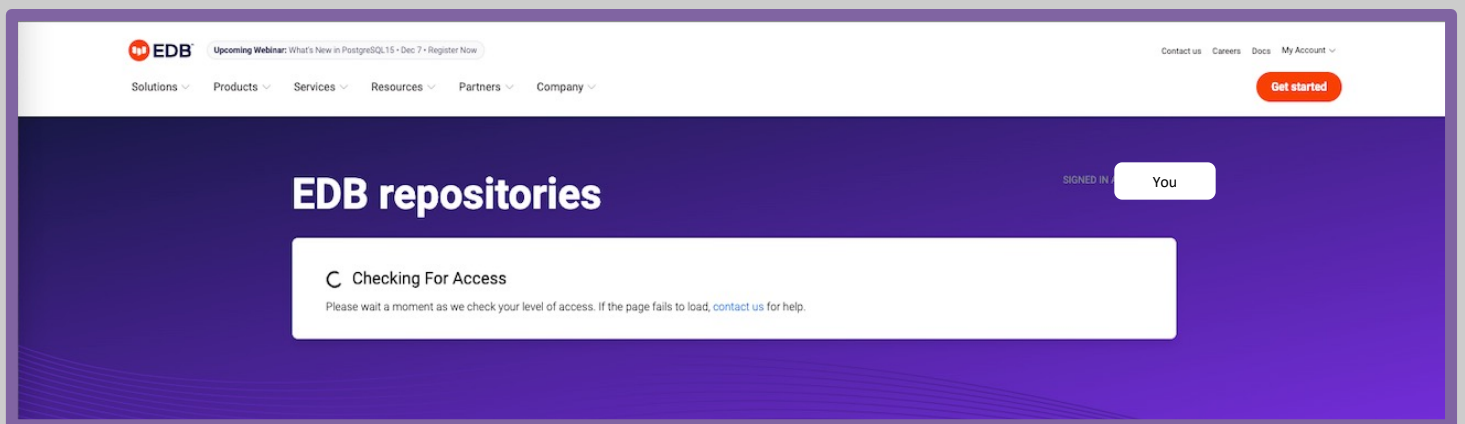 EDB
Upcoming Webinar: What's New in PostgreSQL15 • Dec 7 • Register Now
Contact us Careers Docs My Account
Solutions Products Services Resources Partners Company
Get started
EDB repositories
SIGNED IN
You
Checking For Access
Please wait a moment as we check your level of access. If the page fails to load, contact us for help.